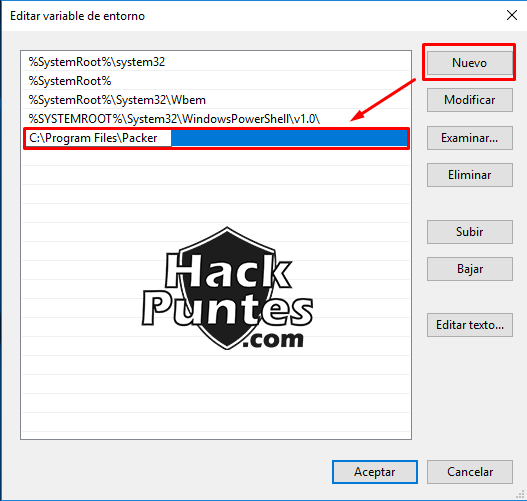 Editar variable de entorno
%SystemRoot%\system32
%SystemRoot%
%SystemRoot%\System32\Wbem
%SYSTEMROOT%\System32\WindowsPowerShell\v1.0\
C:\Program Files\Packer
Nuevo
Modificar
Examinar...
Eliminar
Subir
Bajar
Editar texto...
Hack
Puntes
.com
Aceptar
Cancelar